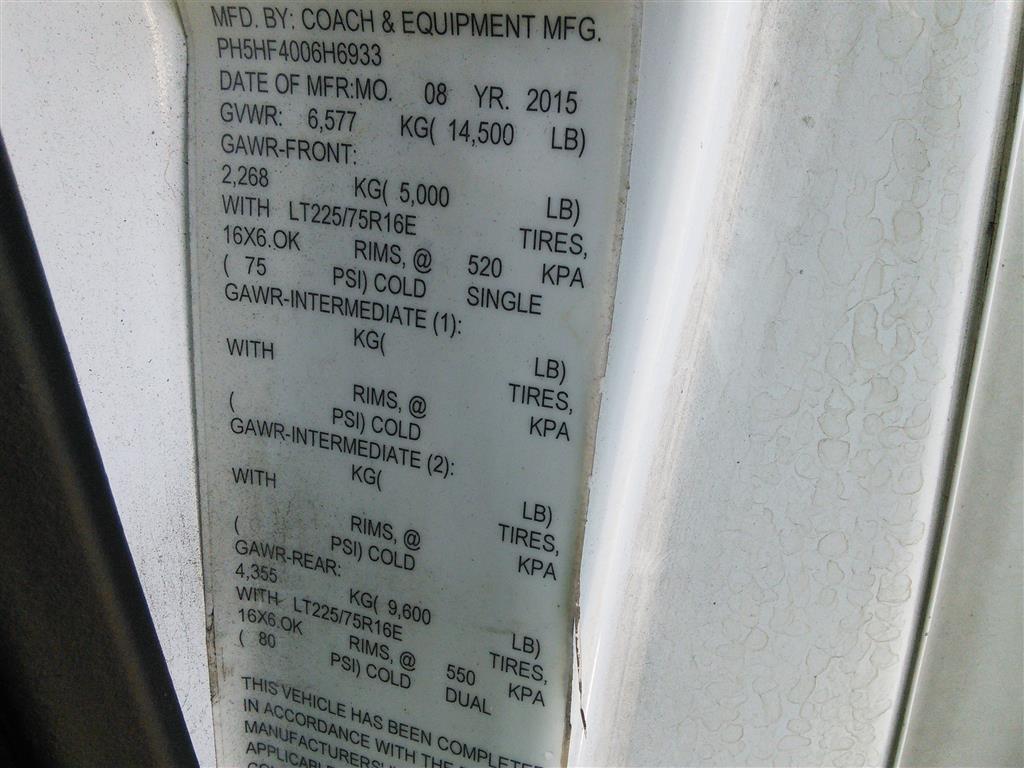 MFD. BY: COACH & EQUIPMENT MFG.
PH5HF4006H6933
DATE OF MFR:MO. 08 YR. 2015
GVWR: 6,577 KG( 14,500 LB)
GAWR-FRONT:
2,268 KG( 5,000 LB)
WITH LT225/75R16E TIRES,
16X6.OK RIMS, @ 520 KPA
( 75 PSI) COLD SINGLE
GAWR-INTERMEDIATE (1):
KG( LB)
WITH TIRES,
RIMS, @ KPA
( PSI) COLD
GAWR-INTERMEDIATE (2):
KG( LB)
WITH TIRES,
RIMS, @ KPA
( PSI) COLD
GAWR-REAR:
4,355 KG( 9,600 LB)
WITH LT225/75R16E TIRES,
16X6.OK RIMS, @ 550 KPA
( 80 PSI) COLD DUAL
THIS VEHICLE HAS BEEN COMPLETED
IN ACCORDANCE WITH THE
MANUFACTURERS
APPLICABLE